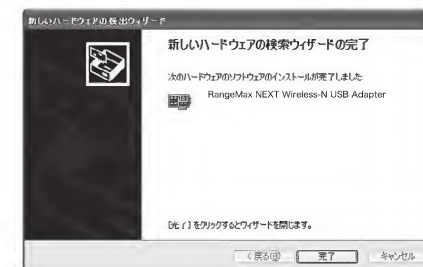 新しいハードウェアの検出ウィザード
新しいハードウェアの検索ウィザードの完了
次のハードウェアのソフトウェアのインストールが完了しました
RangeMax NEXT Wireless-N USB Adapter
[完了] をクリックするとウィザードを閉じます。
< 戻る(B) 完了 キャンセル